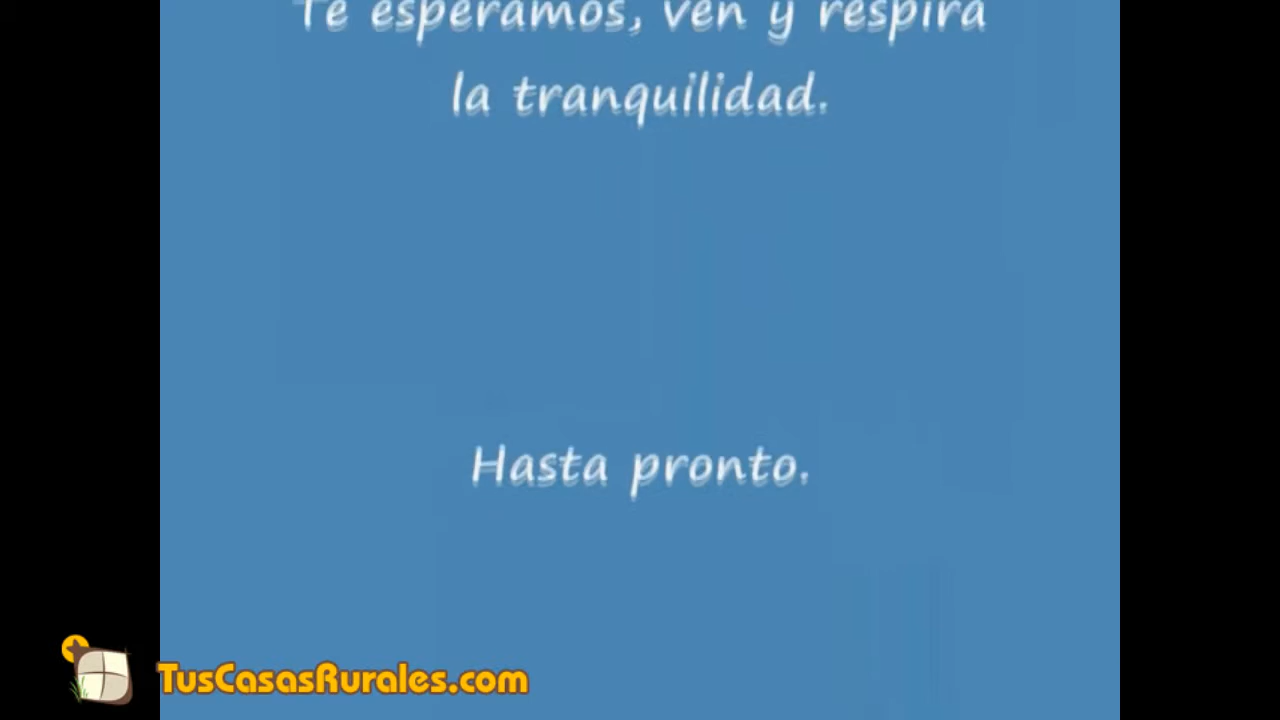 Te esperamos, ven y respira
la tranquilidad.
Hasta pronto.
TusCasasRurales.com